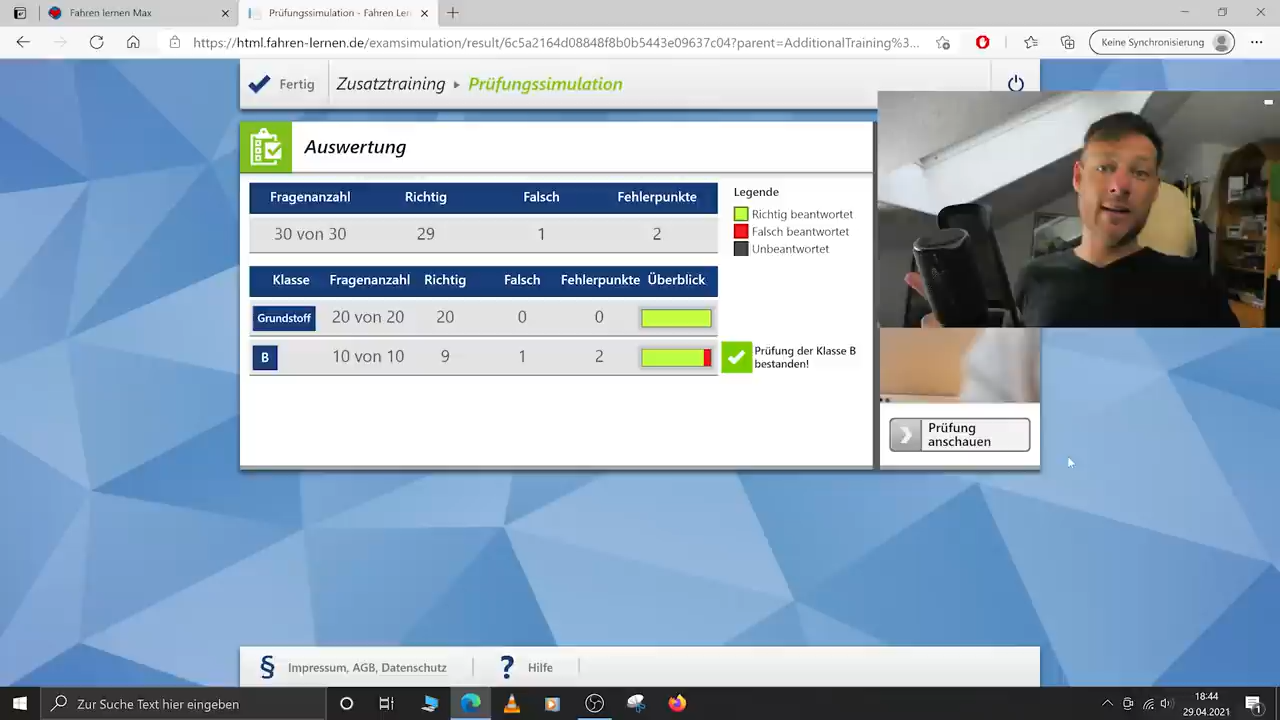 Fahren lernen Max
Prüfungssimulation - Fahren Ler
https://html.fahren-lernen.de/examsimulation/result/6c5a2164d08848f8b0b5443e09637c04?parent=AdditionalTraining%3...
Keine Synchronisierung
Fertig
Zusatztraining ▸ Prüfungssimulation
Auswertung
Fragenanzahl Richtig Falsch Fehlerpunkte
30 von 30 29 1 2
Legende
Richtig beantwortet
Falsch beantwortet
Unbeantwortet
Klasse Fragenanzahl Richtig Falsch Fehlerpunkte Überblick
Grundstoff 20 von 20 20 0 0
B 10 von 10 9 1 2
Prüfung der Klasse B
bestanden!
Prüfung
anschauen
§ Impressum, AGB, Datenschutz
? Hilfe
Zur Suche Text hier eingeben
18:44
29.04.2021
1